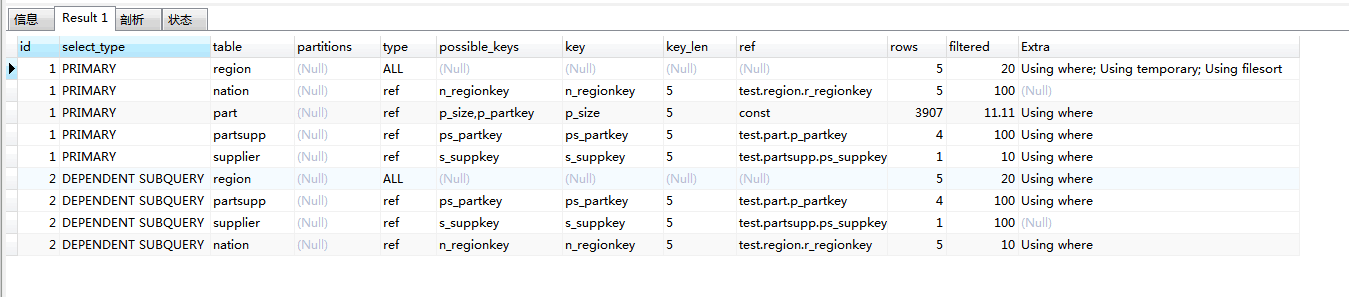 信息 Result 1 剖析 状态
id select_type table partitions type possible_keys key key_len ref rows filtered Extra
1 PRIMARY region (Null) ALL (Null) (Null) (Null) (Null) 5 20 Using where; Using temporary; Using filesort
1 PRIMARY nation (Null) ref n_regionkey n_regionkey 5 test.region.r_regionkey 5 100 (Null)
1 PRIMARY part (Null) ref p_size,p_partkey p_size 5 const 3907 11.11 Using where
1 PRIMARY partsupp (Null) ref ps_partkey ps_partkey 5 test.part.p_partkey 4 100 Using where
1 PRIMARY supplier (Null) ref s_suppkey s_suppkey 5 test.partsupp.ps_suppkey 1 10 Using where
2 DEPENDENT SUBQUERY region (Null) ALL (Null) (Null) (Null) (Null) 5 20 Using where
2 DEPENDENT SUBQUERY partsupp (Null) ref ps_partkey ps_partkey 5 test.part.p_partkey 4 100 Using where
2 DEPENDENT SUBQUERY supplier (Null) ref s_suppkey s_suppkey 5 test.partsupp.ps_suppkey 1 100 (Null)
2 DEPENDENT SUBQUERY nation (Null) ref n_regionkey n_regionkey 5 test.region.r_regionkey 5 10 Using where